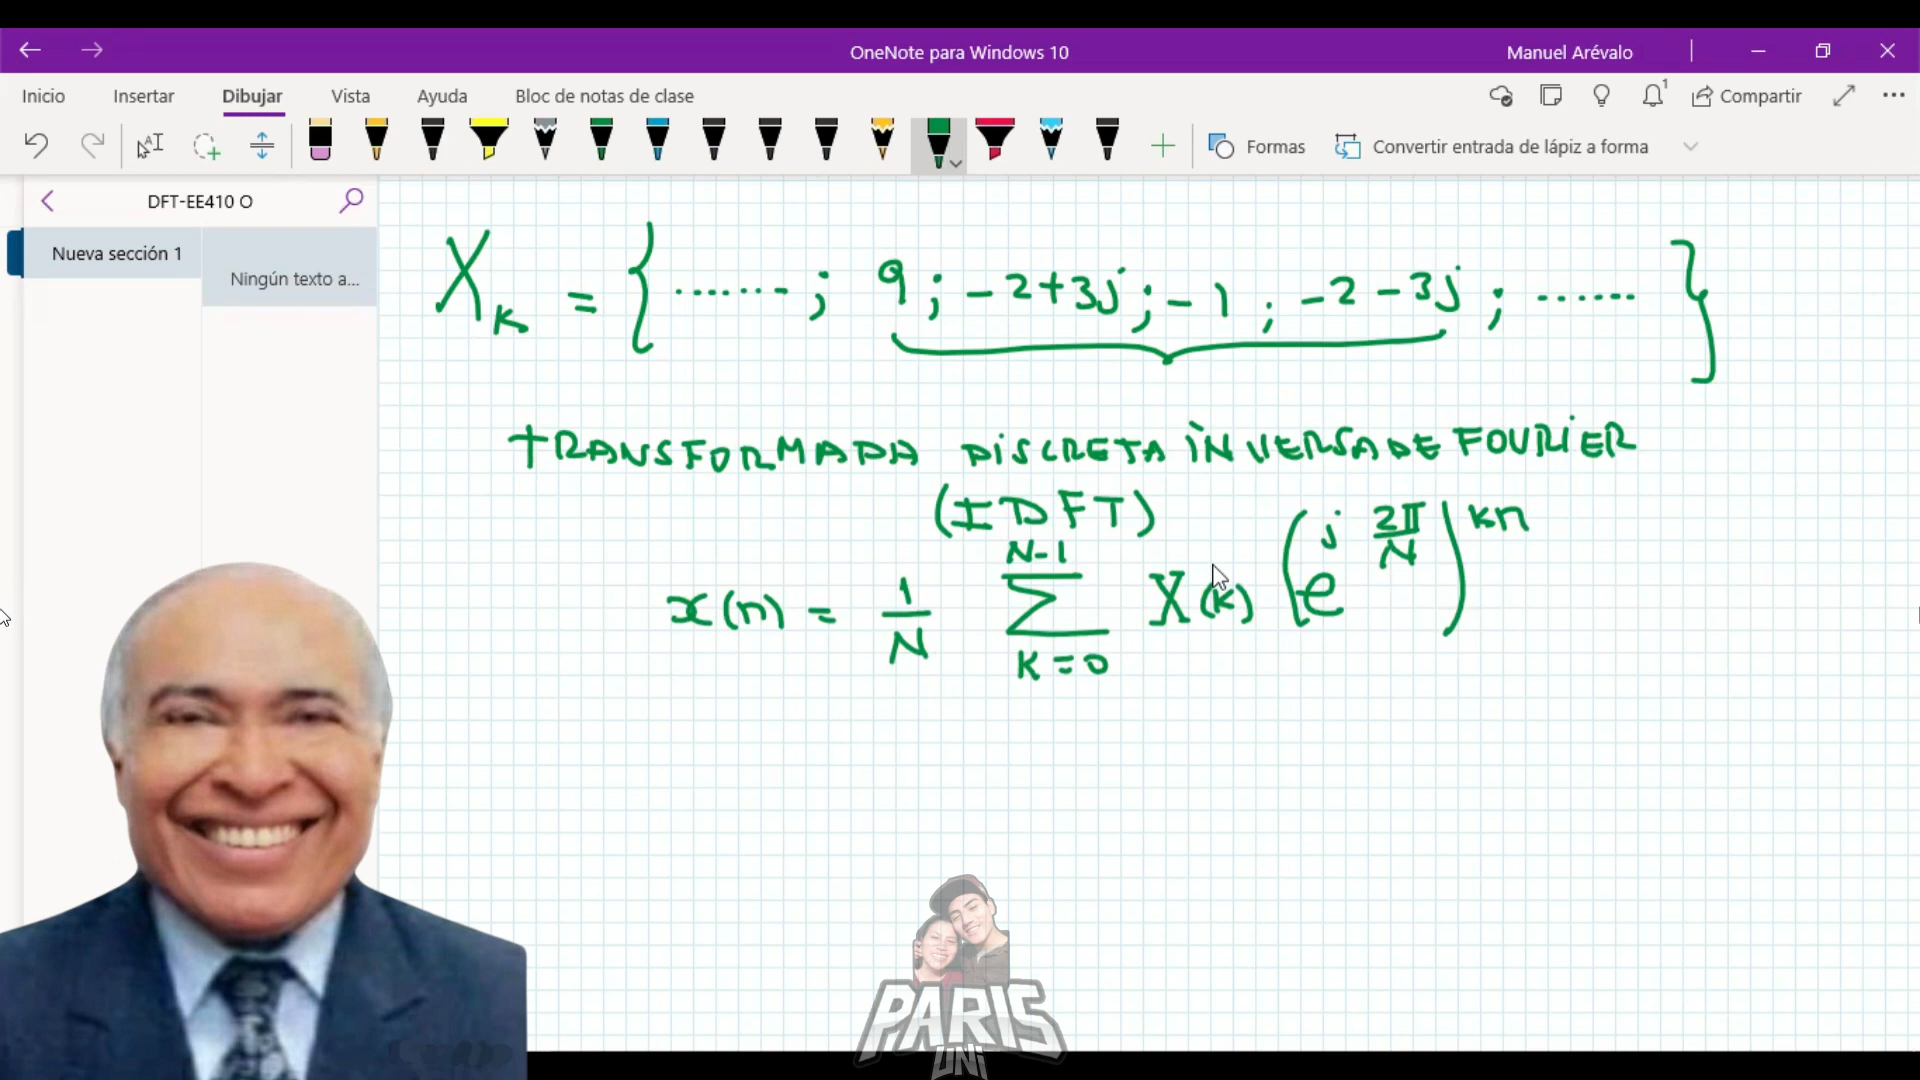 OneNote para Windows 10
Manuel Arévalo
Inicio Insertar Dibujar Vista Ayuda Bloc de notas de clase
1 Compartir
Formas Convertir entrada de lápiz a forma
DFT-EE410 O
Nueva sección 1
Ningún texto a...
X_k = { .......; 9; -2+3j; -1; -2-3j; ...... }
TRANSFORMADA DISCRETA INVERSA DE FOURIER
(IDFT)
x(n) = 1/N Σ_{k=0}^{N-1} X(k) (e^{j 2π/N})^{kn}
PARIS
UNI